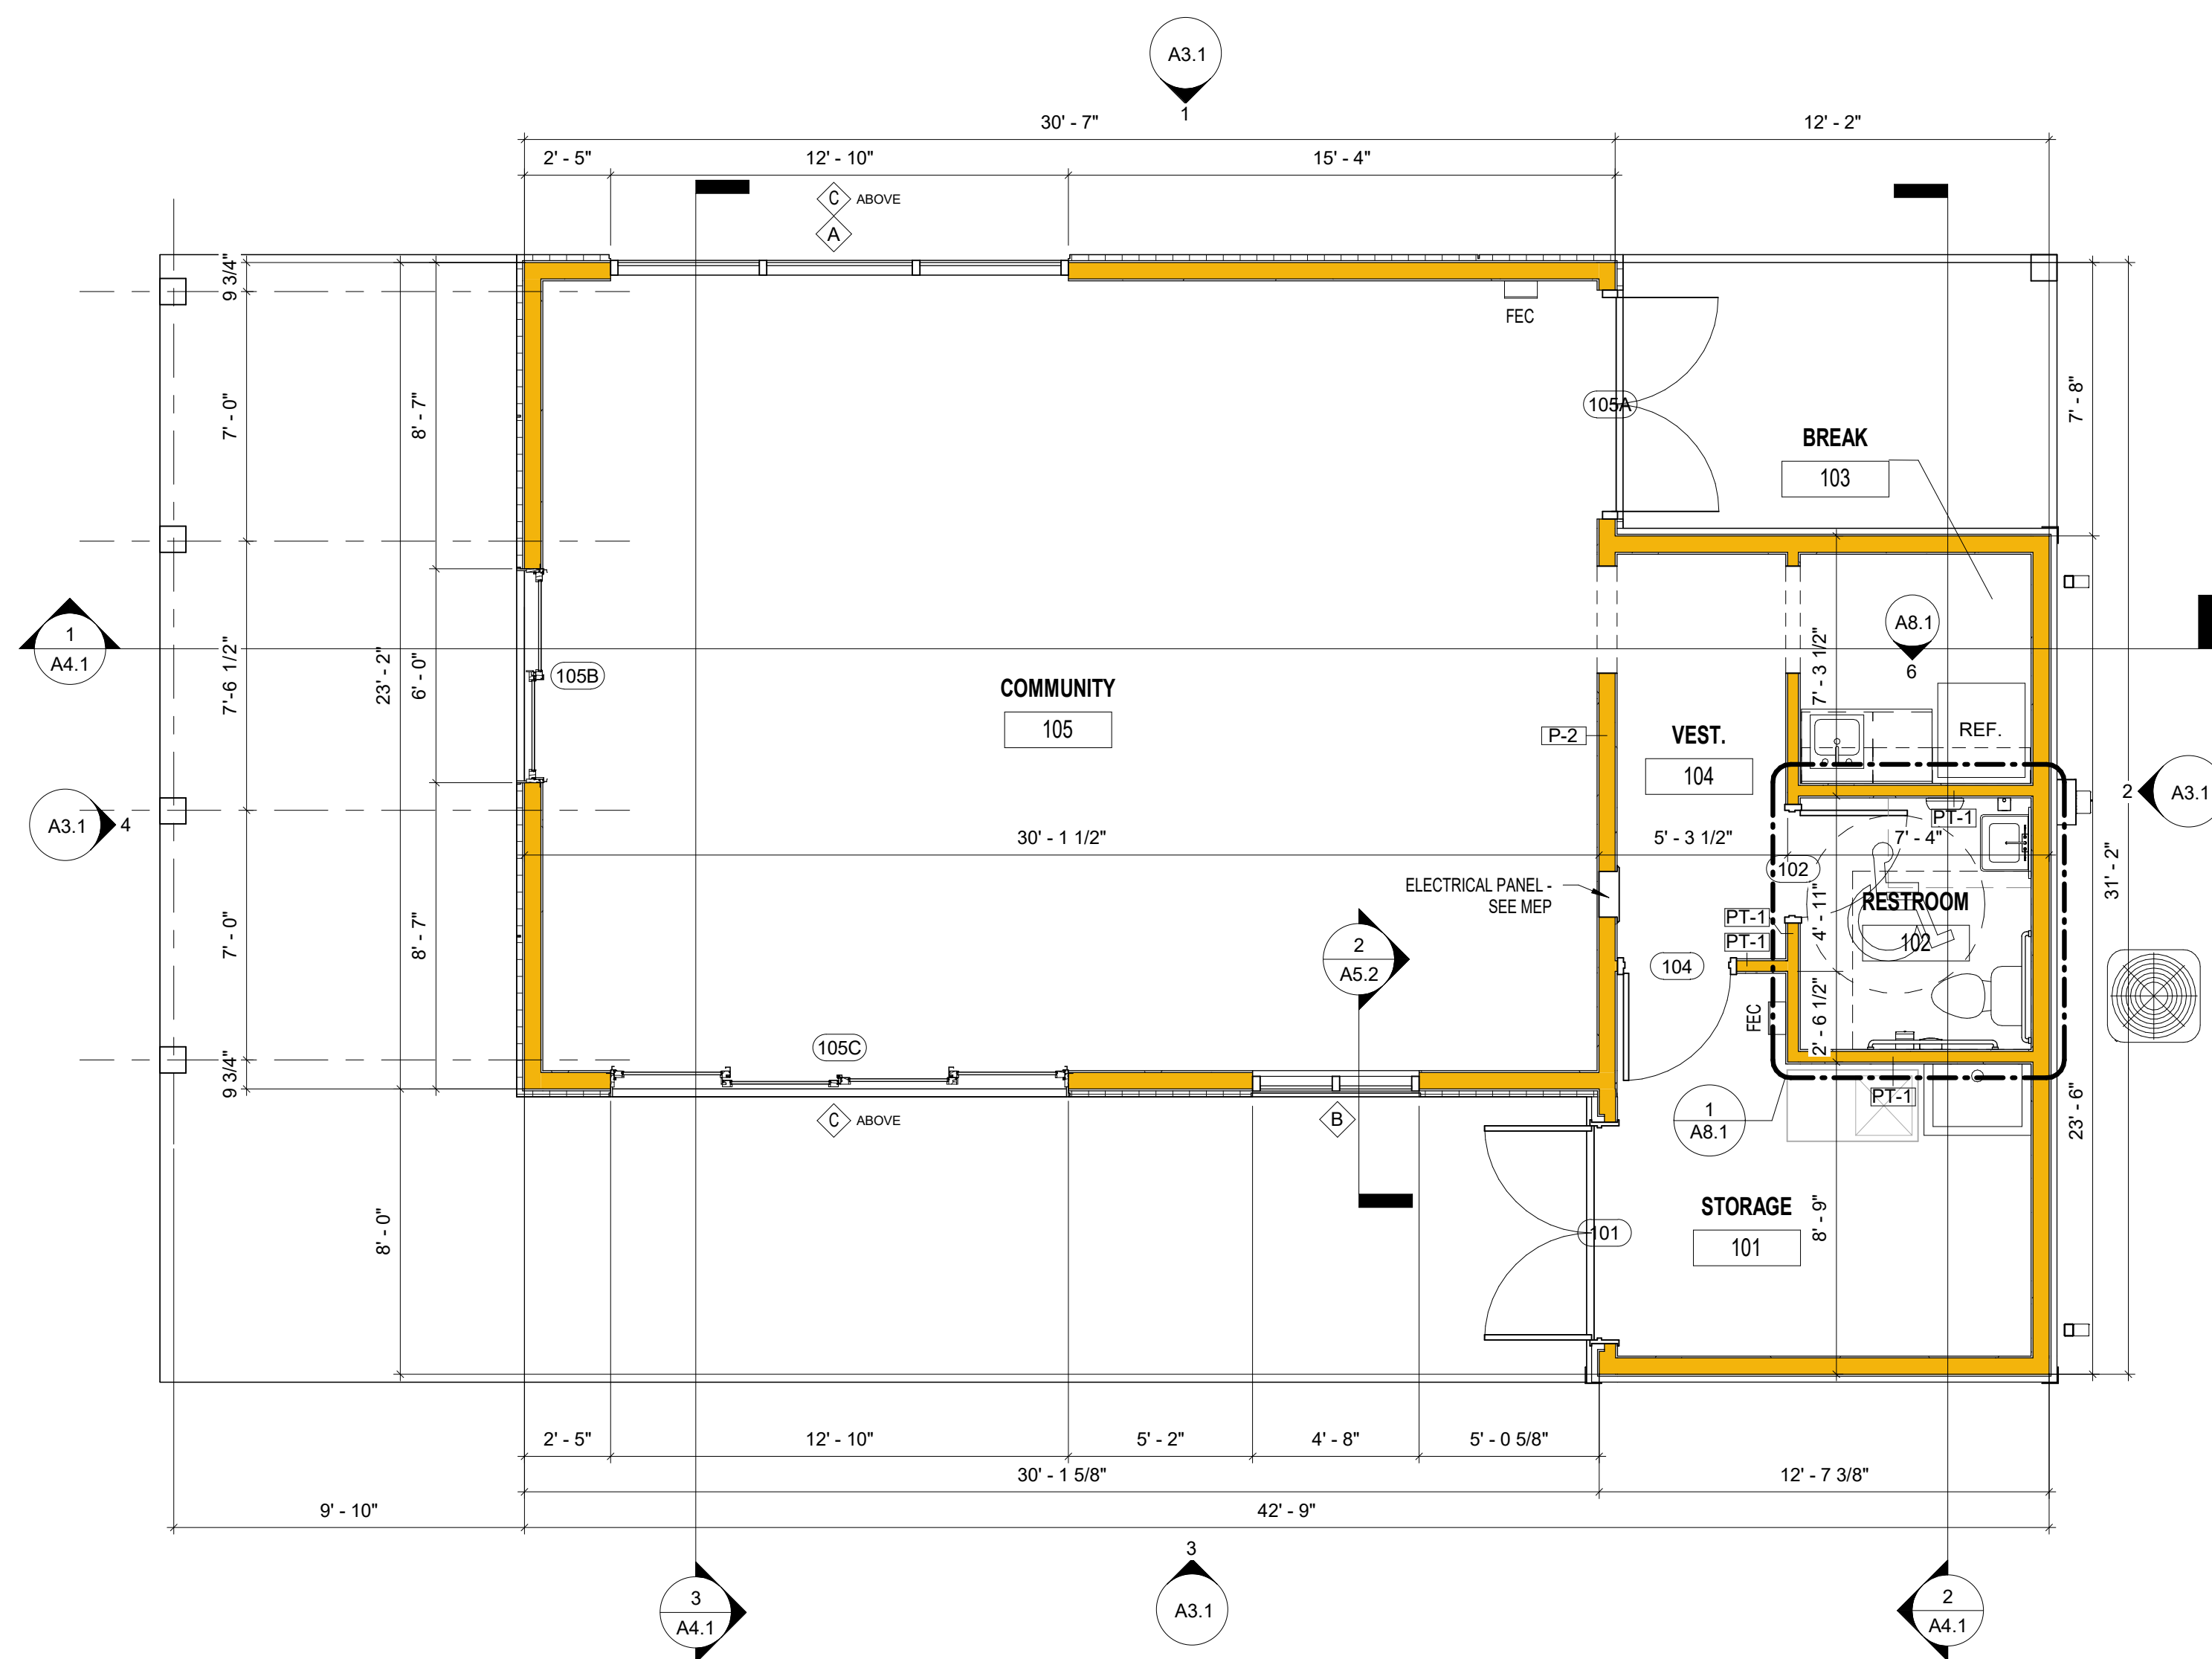 A3.1
1
30' - 7"
12' - 2"
2' - 5"
12' - 10"
15' - 4"
C ABOVE
A
9 3/4"
7' - 0"
7'-6 1/2"
7' - 0"
9 3/4"
23' - 2"
8' - 0"
8' - 7"
6' - 0"
8' - 7"
FEC
105A
BREAK
103
7' - 8"
1
A4.1
105B
COMMUNITY
105
P-2
VEST.
104
7' - 3 1/2"
A8.1
6
REF.
A3.1
4
2
A3.1
30' - 1 1/2"
5' - 3 1/2"
7' - 4"
PT-1
102
ELECTRICAL PANEL -
SEE MEP
31' - 2"
RESTROOM
102
4' - 11"
PT-1
PT-1
2
A5.2
104
FEC
2' - 6 1/2"
105C
C ABOVE
B
1
A8.1
PT-1
23' - 6"
STORAGE
101
8' - 9"
101
2' - 5"
12' - 10"
5' - 2"
4' - 8"
5' - 0 5/8"
30' - 1 5/8"
12' - 7 3/8"
9' - 10"
42' - 9"
3
A4.1
3
A3.1
2
A4.1